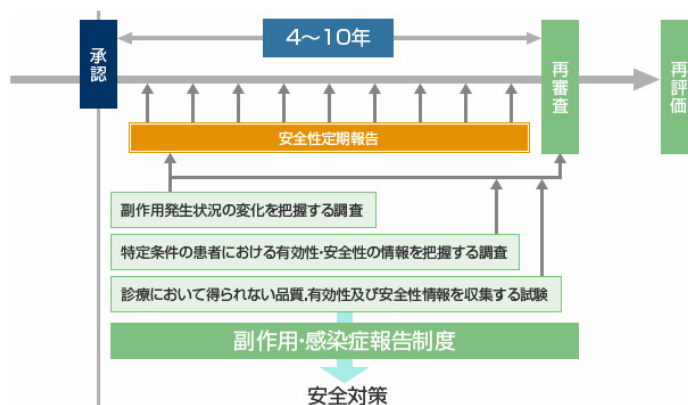 承認
4〜10年
再審査
再評価
安全性定期報告
副作用発生状況の変化を把握する調査
特定条件の患者における有効性・安全性の情報を把握する調査
診療において得られない品質,有効性及び安全性情報を収集する試験
副作用・感染症報告制度
安全対策